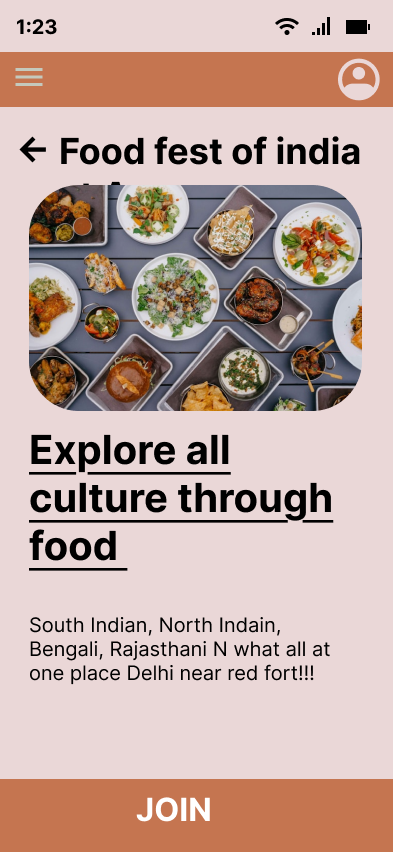 1:23
Food fest of india
Explore all
culture through
food
South Indian, North Indain,
Bengali, Rajasthani N what all at
one place Delhi near red fort!!!
JOIN